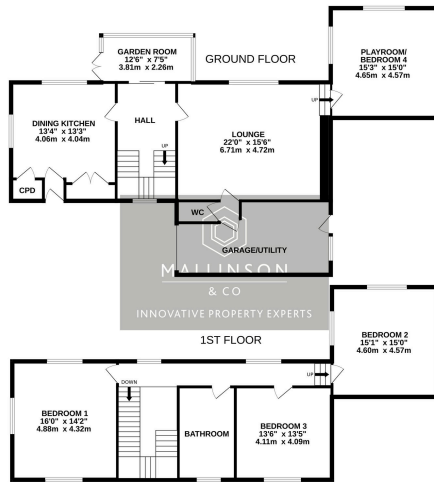 GARDEN ROOM
12'6" x 7'5"
3.81m x 2.26m
GROUND FLOOR
PLAYROOM/
BEDROOM 4
15'3" x 15'0"
4.65m x 4.57m
UP
DINING KITCHEN
13'4" x 13'3"
4.06m x 4.04m
HALL
UP
LOUNGE
22'0" x 15'6"
6.71m x 4.72m
CPD
WC
GARAGE/UTILITY
MALLINSON
& CO
INNOVATIVE PROPERTY EXPERTS
1ST FLOOR
BEDROOM 2
15'1" x 15'0"
4.60m x 4.57m
UP
DOWN
BEDROOM 1
16'0" x 14'2"
4.88m x 4.32m
BATHROOM
BEDROOM 3
13'6" x 13'5"
4.11m x 4.09m